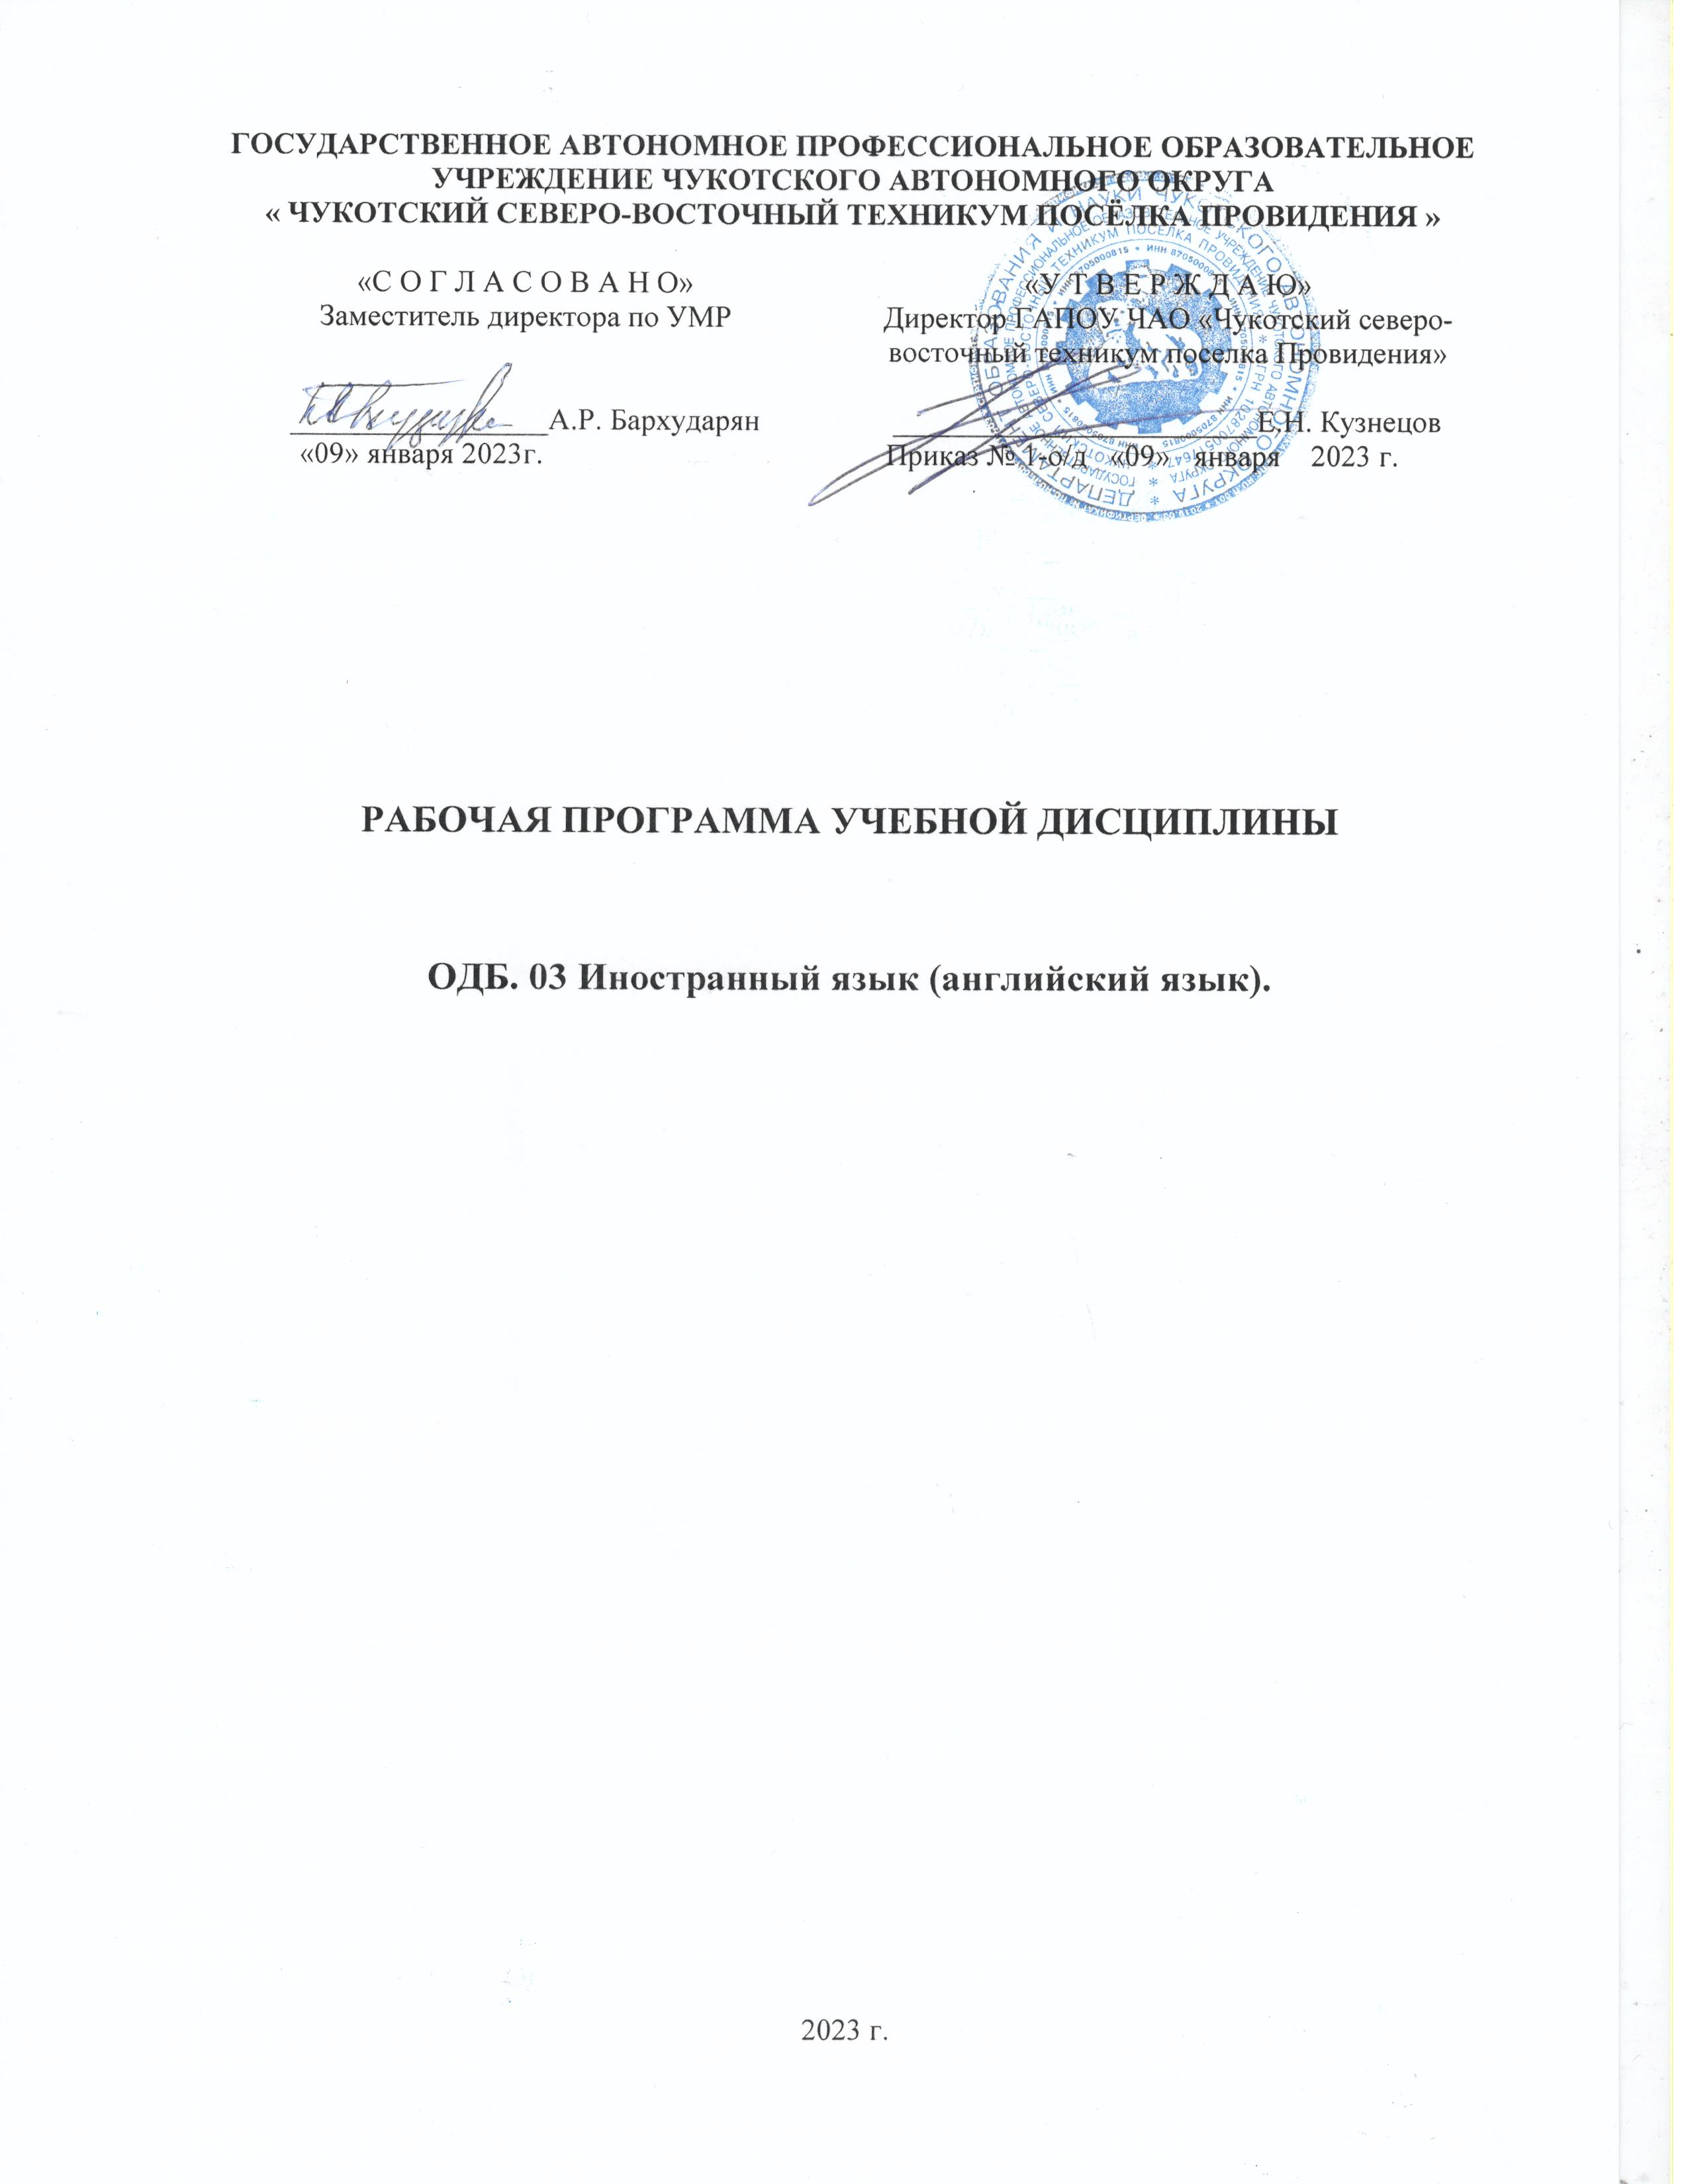 ГОСУДАРСТВЕННОЕ АВТОНОМНОЕ ПРОФЕССИОНАЛЬНОЕ ОБРАЗОВАТЕЛЬНОЕ
УЧРЕЖДЕНИЕ ЧУКОТСКОГО АВТОНОМНОГО ОКРУГА
« ЧУКОТСКИЙ СЕВЕРО-ВОСТОЧНЫЙ ТЕХНИКУМ ПОСЁЛКА ПРОВИДЕНИЯ »
«С О Г Л А С О В А Н О»
Заместитель директора по УМР
А.Р. Бархударян
«09» января 2023г.
«У Т В Е Р Ж Д А Ю»
Директор ГАПОУ ЧАО «Чукотский северо-
восточный техникум поселка Провидения»
Е.Н. Кузнецов
Приказ № 1-о/д «09» января 2023 г.
РАБОЧАЯ ПРОГРАММА УЧЕБНОЙ ДИСЦИПЛИНЫ
ОДБ. 03 Иностранный язык (английский язык).
2023 г.